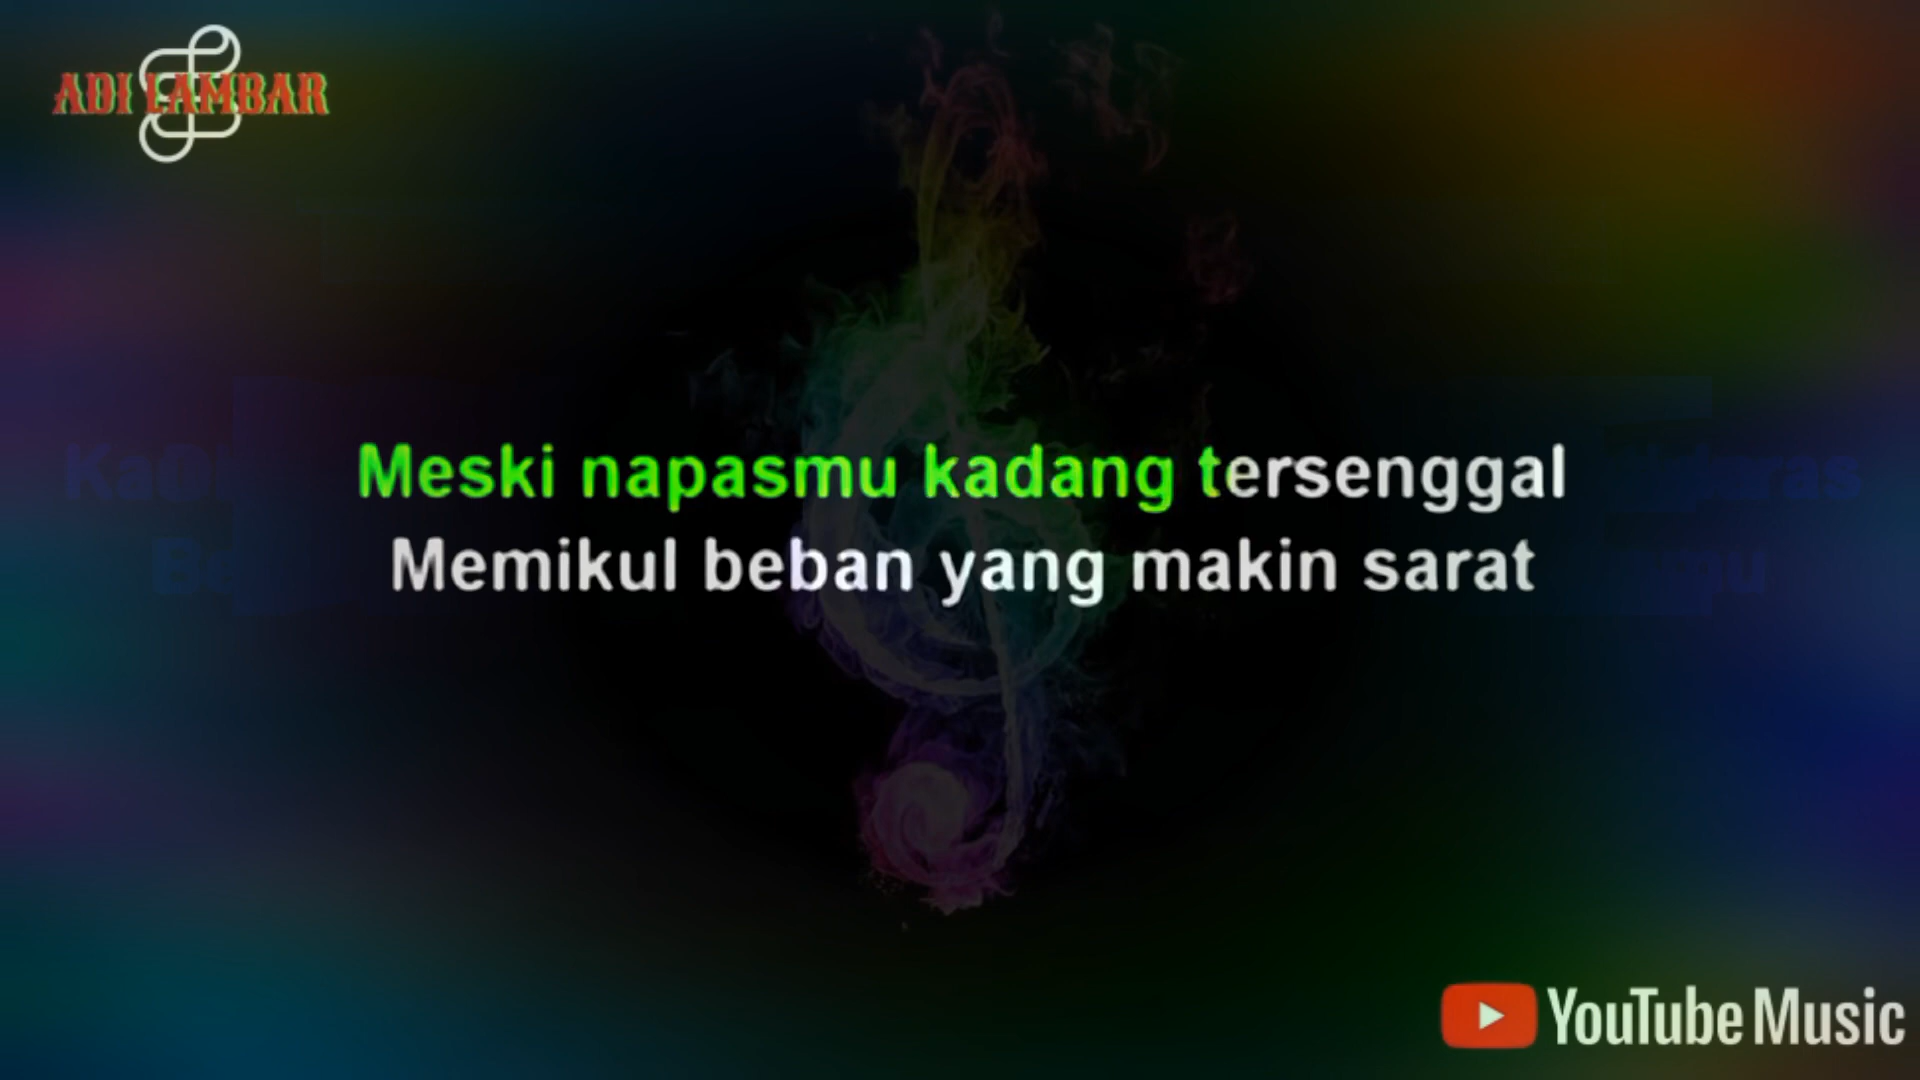 ADI LAMBAR
Meski napasmu kadang tersenggal
Memikul beban yang makin sarat
YouTube Music